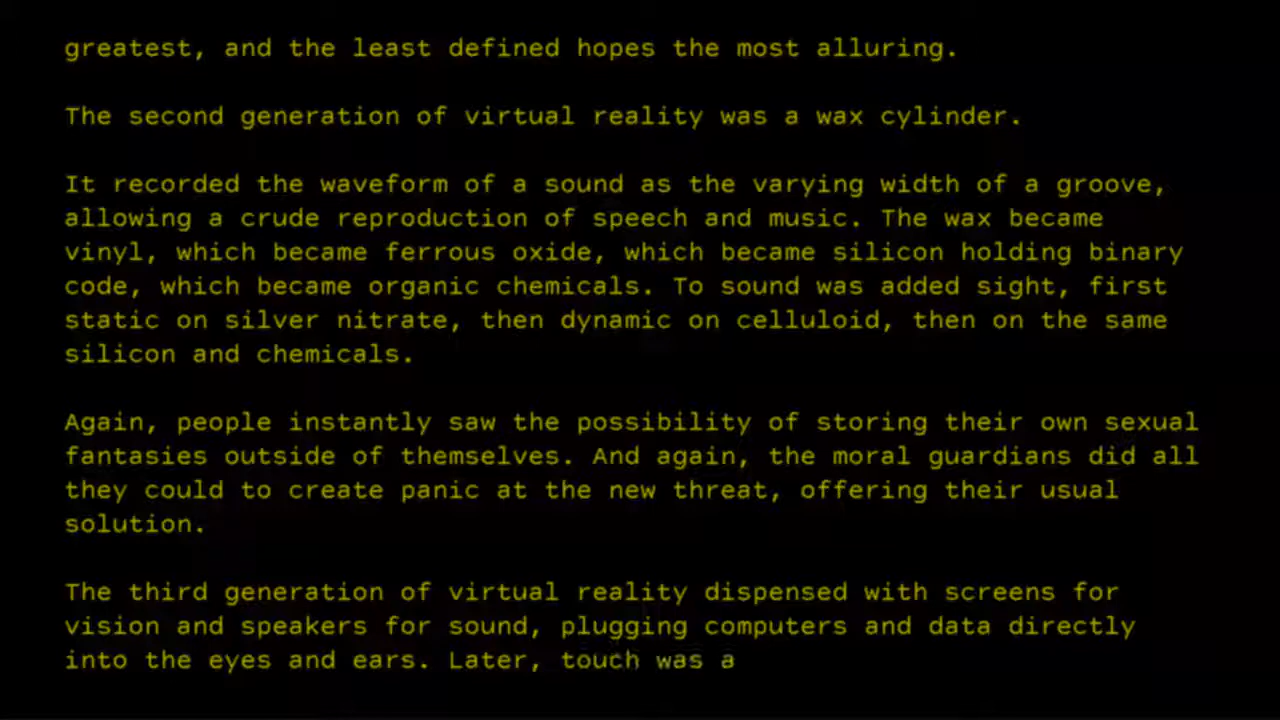 greatest, and the least defined hopes the most alluring.
The second generation of virtual reality was a wax cylinder.
It recorded the waveform of a sound as the varying width of a groove,
allowing a crude reproduction of speech and music. The wax became
vinyl, which became ferrous oxide, which became silicon holding binary
code, which became organic chemicals. To sound was added sight, first
static on silver nitrate, then dynamic on celluloid, then on the same
silicon and chemicals.
Again, people instantly saw the possibility of storing their own sexual
fantasies outside of themselves. And again, the moral guardians did all
they could to create panic at the new threat, offering their usual
solution.
The third generation of virtual reality dispensed with screens for
vision and speakers for sound, plugging computers and data directly
into the eyes and ears. Later, touch was a